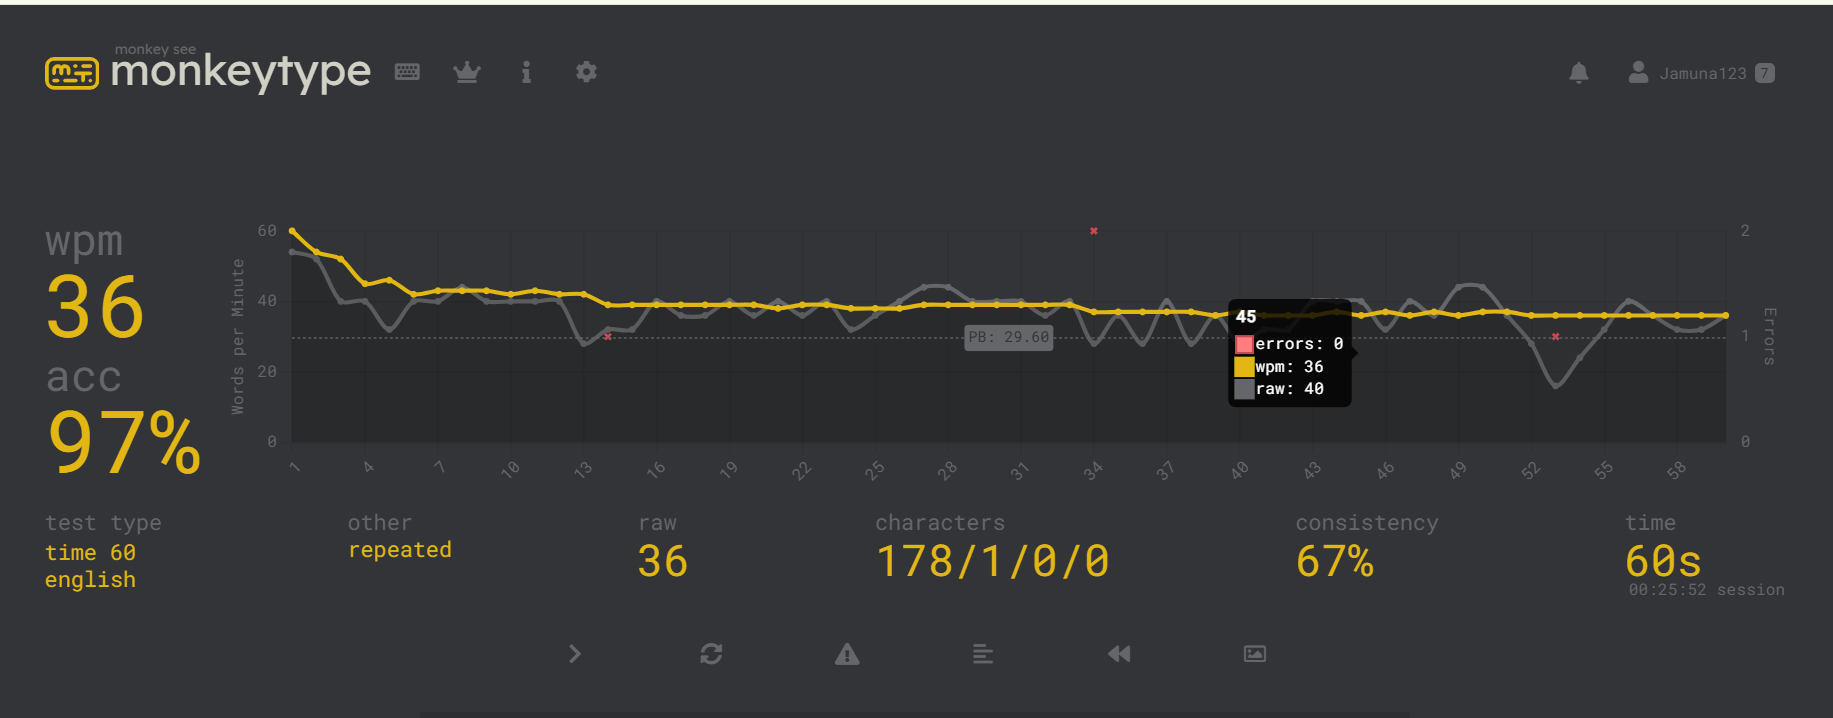 monkey see
monkeytype
Jamuna123 7
wpm
36
acc
97%
Words per Minute
60
40
20
0
PB: 29.60
45
errors: 0
wpm: 36
raw: 40
2
1
0
Errors
1 4 7 10 13 16 19 22 25 28 31 34 37 40 43 46 49 52 55 58
test type
time 60
english
other
repeated
raw
36
characters
178/1/0/0
consistency
67%
time
60s
00:25:52 session